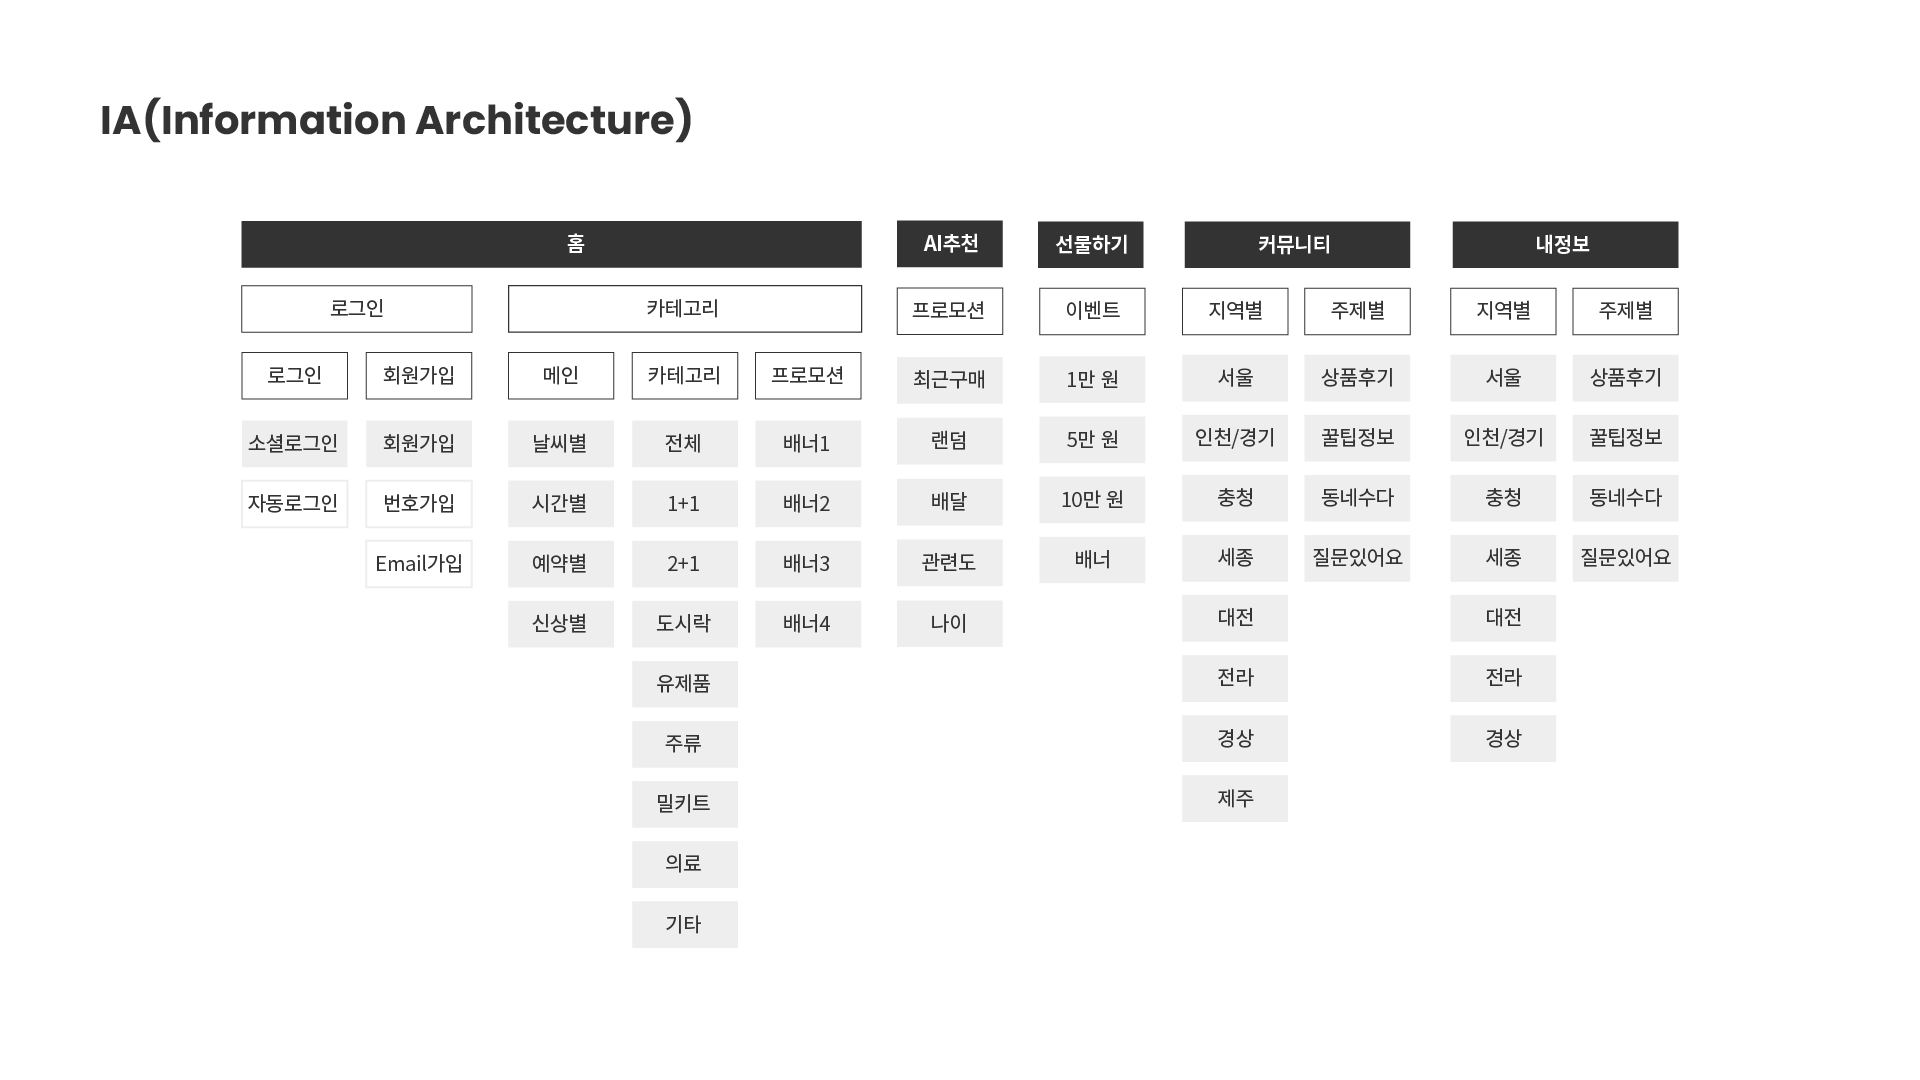 IA(Information Architecture)
홈
AI추천
선물하기
커뮤니티
내정보
로그인
카테고리
프로모션
이벤트
지역별
주제별
지역별
주제별
로그인
회원가입
메인
카테고리
프로모션
소셜로그인
자동로그인
회원가입
번호가입
Email가입
날씨별
시간별
예약별
신상별
전체
1+1
2+1
도시락
유제품
주류
밀키트
의료
기타
배너1
배너2
배너3
배너4
최근구매
랜덤
배달
관련도
나이
1만 원
5만 원
10만 원
배너
서울
인천/경기
충청
세종
대전
전라
경상
제주
상품후기
꿀팁정보
동네수다
질문있어요
서울
인천/경기
충청
세종
대전
전라
경상
상품후기
꿀팁정보
동네수다
질문있어요